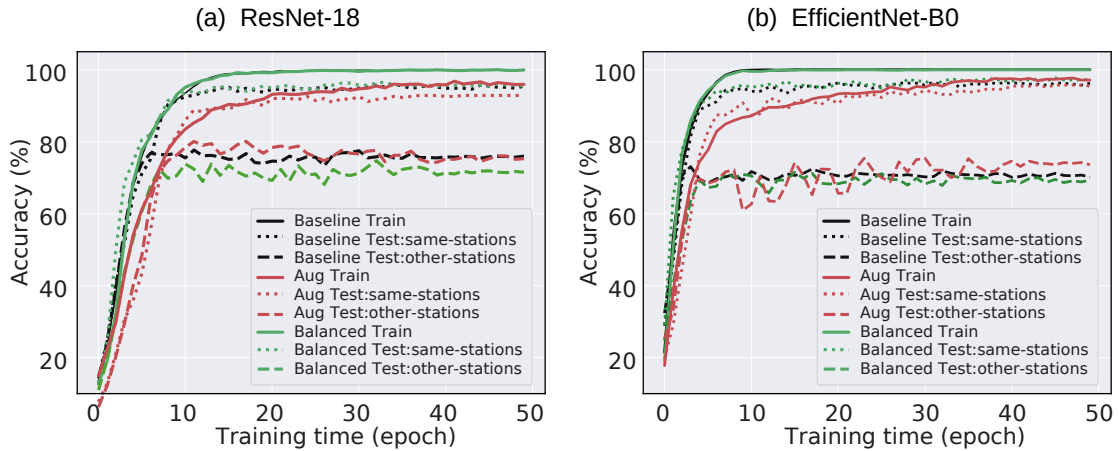 (a) ResNet-18
100
80
60
40
20
0
10
20
30
40
50
Accuracy (%)
Training time (epoch)
Baseline Train
Baseline Test:same-stations
Baseline Test:other-stations
Aug Train
Aug Test:same-stations
Aug Test:other-stations
Balanced Train
Balanced Test:same-stations
Balanced Test:other-stations
(b) EfficientNet-B0
100
80
60
40
20
0
10
20
30
40
50
Accuracy (%)
Training time (epoch)
Baseline Train
Baseline Test:same-stations
Baseline Test:other-stations
Aug Train
Aug Test:same-stations
Aug Test:other-stations
Balanced Train
Balanced Test:same-stations
Balanced Test:other-stations